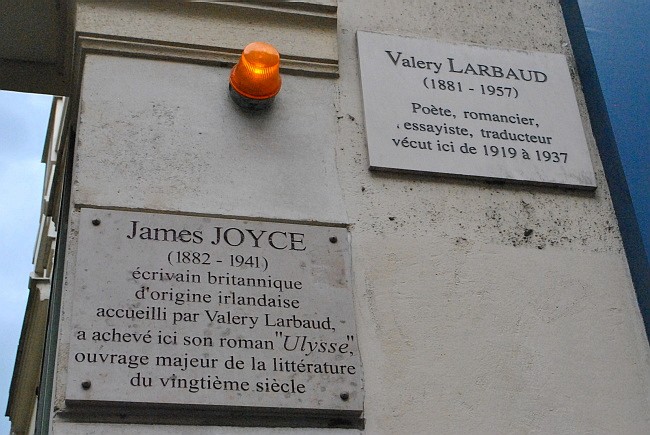 Valery LARBAUD
(1881 - 1957)
Poète, romancier,
essayiste, traducteur
vécut ici de 1919 à 1937
James JOYCE
(1882 - 1941)
écrivain britannique
d'origine irlandaise
accueilli par Valery Larbaud,
a achevé ici son roman "Ulysse",
ouvrage majeur de la littérature
du vingtième siècle